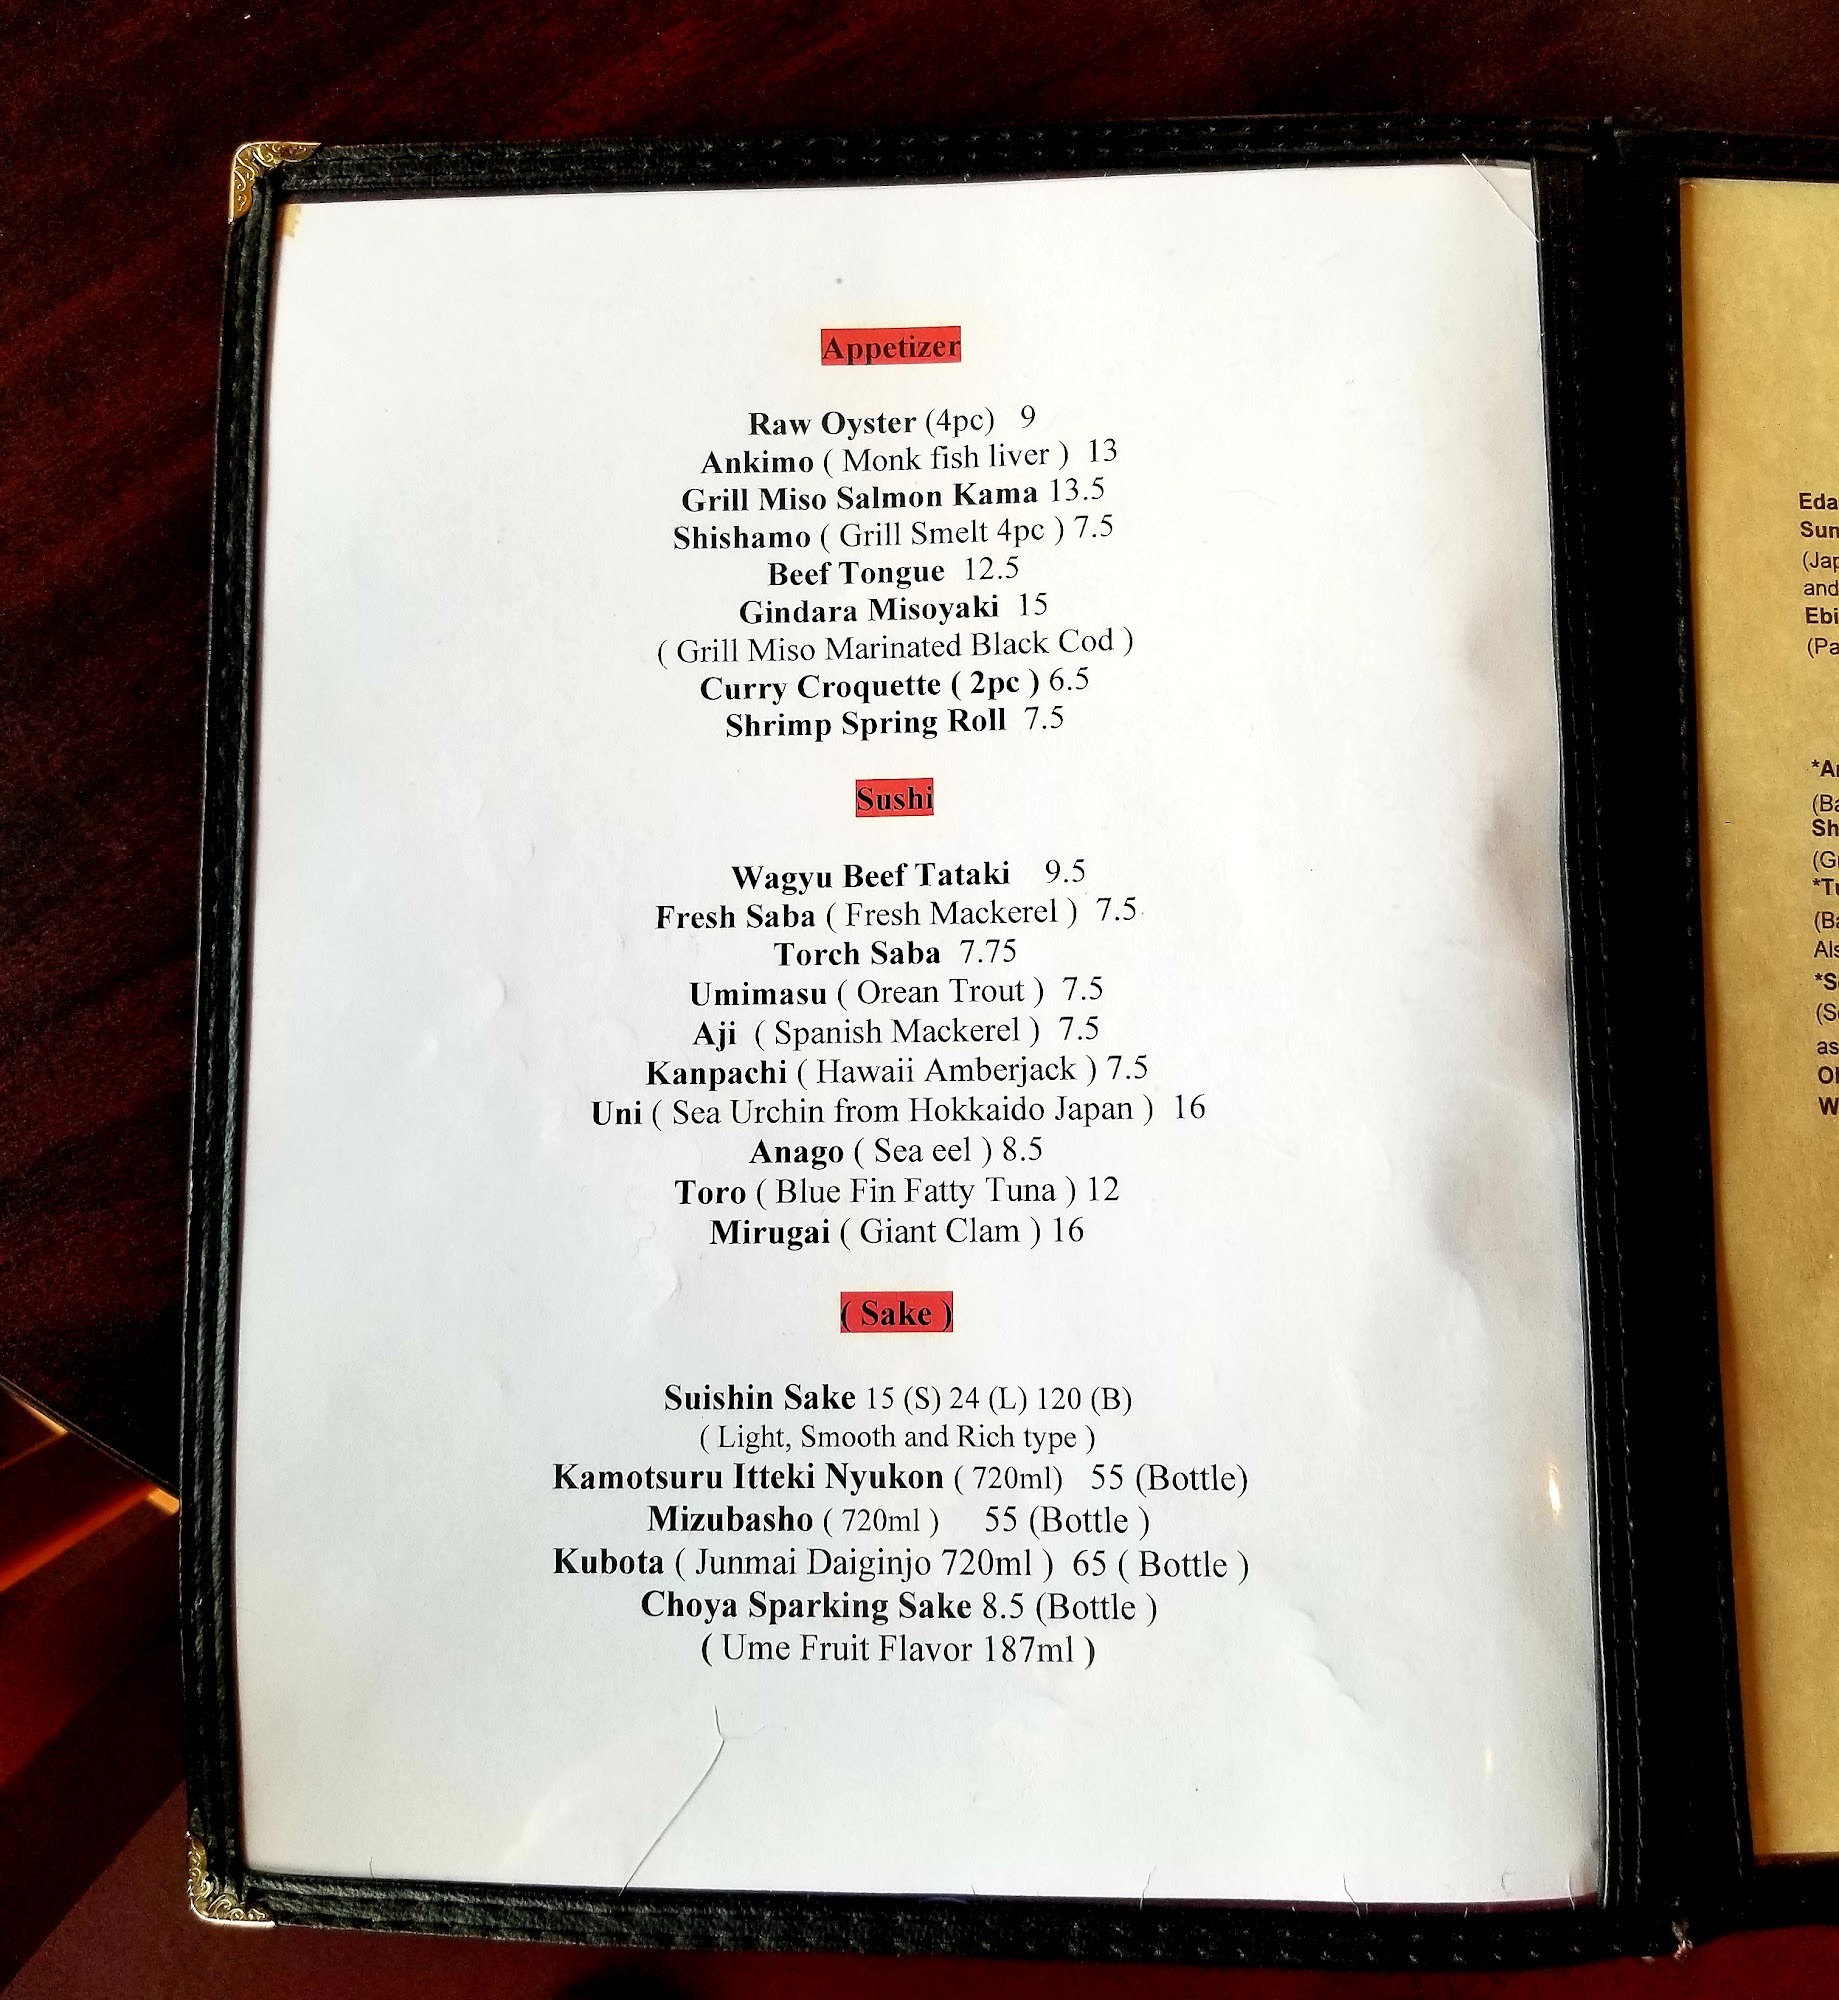 Appetizer
Raw Oyster (4pc) 9
Ankimo ( Monk fish liver ) 13
Grill Miso Salmon Kama 13.5
Shishamo ( Grill Smelt 4pc ) 7.5
Beef Tongue 12.5
Gindara Misoyaki 15
( Grill Miso Marinated Black Cod )
Curry Croquette ( 2pc ) 6.5
Shrimp Spring Roll 7.5
Sushi
Wagyu Beef Tataki 9.5
Fresh Saba ( Fresh Mackerel ) 7.5
Torch Saba 7.75
Umimasu ( Orean Trout ) 7.5
Aji ( Spanish Mackerel ) 7.5
Kanpachi ( Hawaii Amberjack ) 7.5
Uni ( Sea Urchin from Hokkaido Japan ) 16
Anago ( Sea eel ) 8.5
Toro ( Blue Fin Fatty Tuna ) 12
Mirugai ( Giant Clam ) 16
( Sake )
Suishin Sake 15 (S) 24 (L) 120 (B)
( Light, Smooth and Rich type )
Kamotsuru Itteki Nyukon ( 720ml) 55 (Bottle)
Mizubasho ( 720ml ) 55 (Bottle )
Kubota ( Junmai Daiginjo 720ml ) 65 ( Bottle )
Choya Sparking Sake 8.5 (Bottle )
( Ume Fruit Flavor 187ml )
and